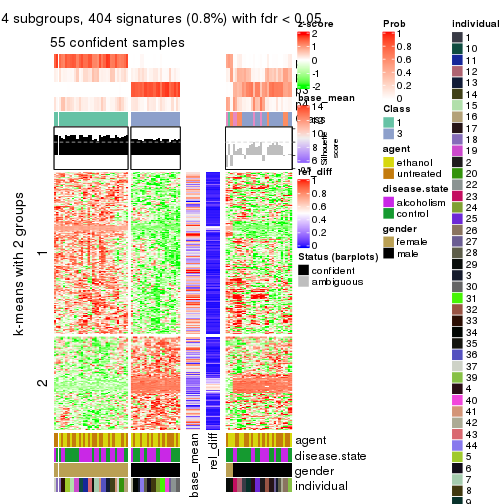 4 subgroups, 404 signatures (0.8%) with fdr < 0.05
55 confident samples
k-means with 2 groups
1
2
base_mean
rel_diff
agent
disease.state
gender
individual
Silhouette
score
z-score
2
1
0
-1
-2
base_mean
14
12
10
8
6
rel_diff
1
0.8
0.6
0.4
0.2
0
Status (barplots)
confident
ambiguous
Prob
1
0.8
0.6
0.4
0.2
0
Class
1
3
agent
ethanol
untreated
disease.state
alcoholism
control
gender
female
male
individual
1
10
11
12
13
14
15
16
17
18
19
2
20
22
23
24
25
26
27
28
29
3
30
31
32
33
34
35
36
37
39
4
40
41
42
43
44
5
6
7
8